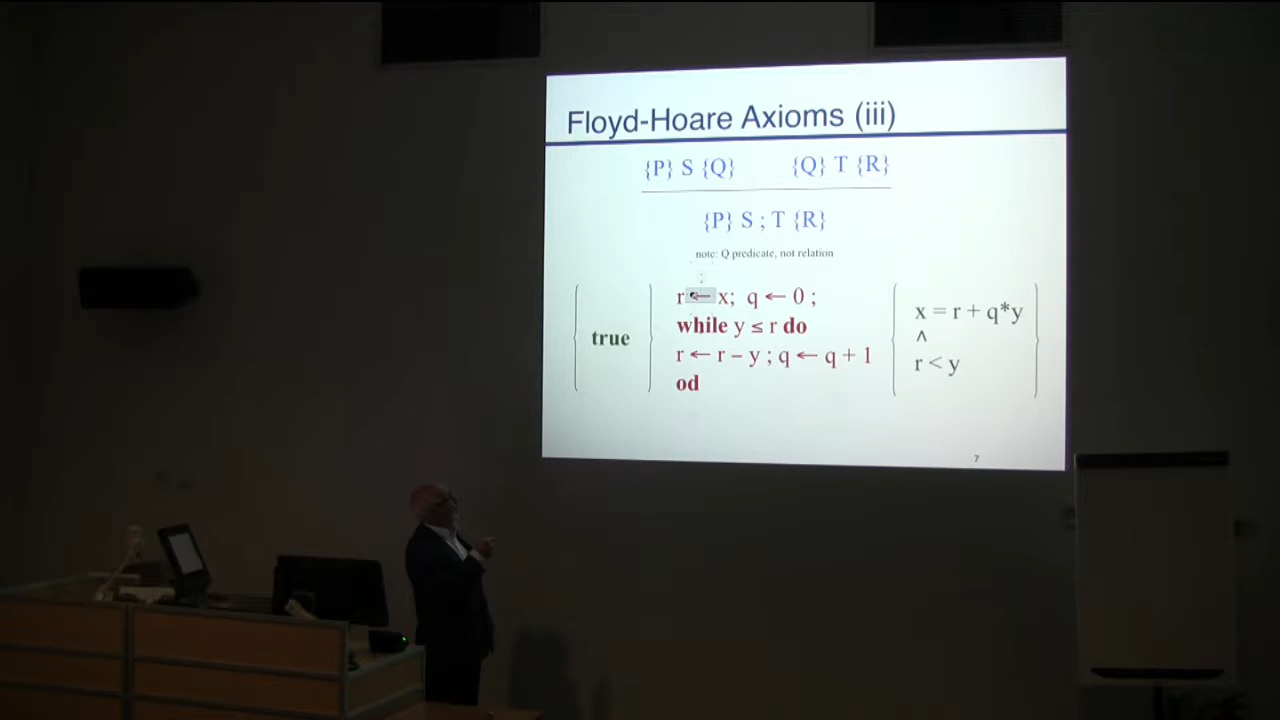 Floyd-Hoare Axioms (iii)
{P} S {Q} {Q} T {R}
{P} S ; T {R}
note: Q predicate, not relation
r ← x; q ← 0 ;
while y ≤ r do
r ← r – y ; q ← q + 1
od
true
x = r + q*y
^
r < y
7